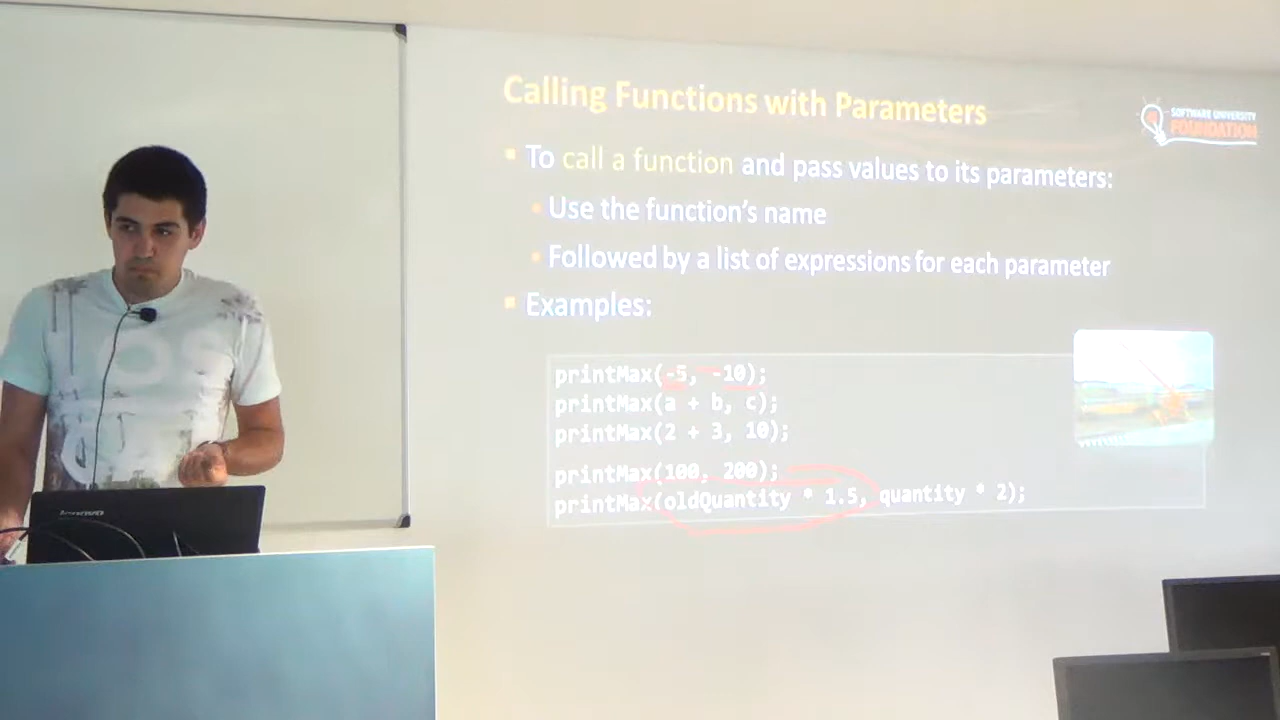 Calling Functions with Parameters
SOFTWARE UNIVERSITY
FOUNDATION
To call a function and pass values to its parameters:
Use the function's name
Followed by a list of expressions for each parameter
Examples:
printMax(-5, -10);
printMax(a + b, c);
printMax(2 + 3, 10);
printMax(100, 200);
printMax(oldQuantity * 1.5, quantity * 2);
lenovo